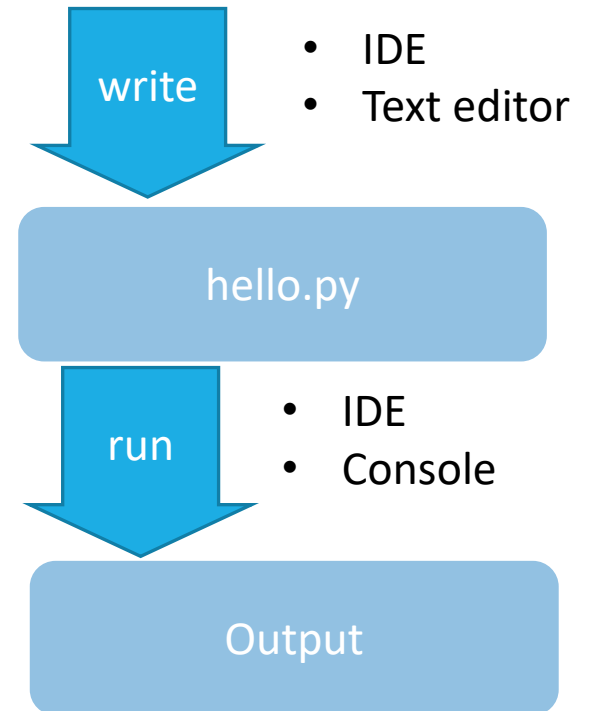 write
• IDE
• Text editor
hello.py
run
• IDE
• Console
Output